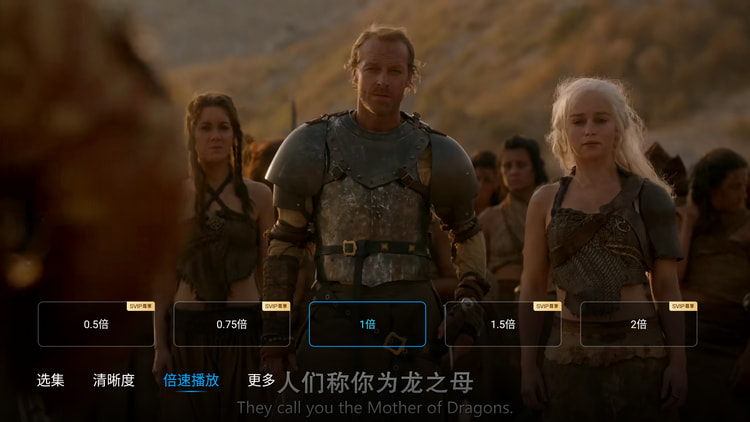 SVIP尊享 SVIP尊享 SVIP尊享 SVIP尊享
0.5倍 0.75倍 1倍 1.5倍 2倍
选集 清晰度 倍速播放 更多
人们称你为龙之母
They call you the Mother of Dragons.